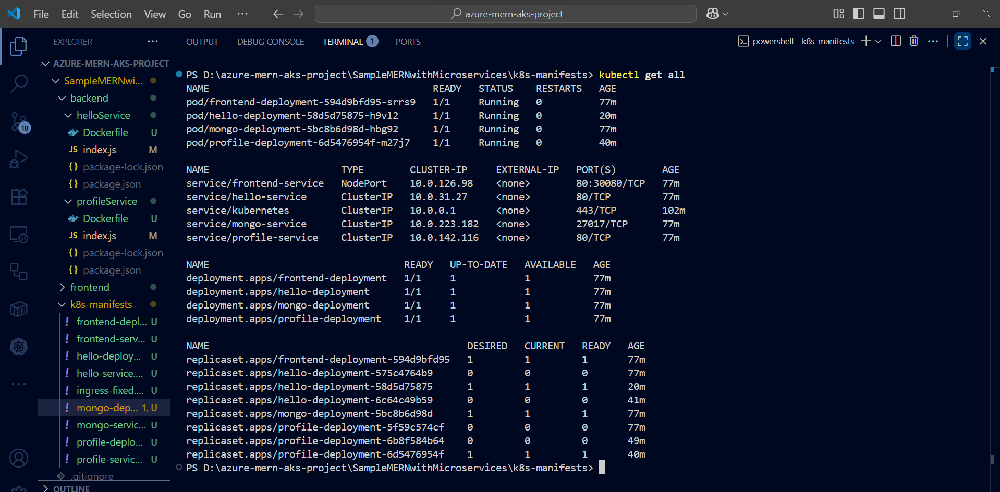 File Edit Selection View Go Run ··· azure-mern-aks-project
EXPLORER ···
AZURE-MERN-AKS-PROJECT
SampleMERNwi...
backend
helloService
Dockerfile U
JS index.js M
{} package-lock.json
{} package.json
profileService
Dockerfile U
JS index.js M
{} package-lock.json
{} package.json
frontend
k8s-manifests
! frontend-depl... U
! frontend-serv... U
! hello-deploy... U
! hello-service.... U
! ingress-fixed.... U
! mongo-dep... 1, U
! mongo-servic... U
! profile-deplo... U
! profile-servic... U
.gitignore
OUTLINE
18
OUTPUT DEBUG CONSOLE TERMINAL 1 PORTS
powershell - k8s-manifests
PS D:\azure-mern-aks-project\SampleMERNwithMicroservices\k8s-manifests> kubectl get all
NAME READY STATUS RESTARTS AGE
pod/frontend-deployment-594d9bfd95-srrs9 1/1 Running 0 77m
pod/hello-deployment-58d5d75875-h9vl2 1/1 Running 0 20m
pod/mongo-deployment-5bc8b6d98d-hbg92 1/1 Running 0 77m
pod/profile-deployment-6d5476954f-m27j7 1/1 Running 0 40m
NAME TYPE CLUSTER-IP EXTERNAL-IP PORT(S) AGE
service/frontend-service NodePort 10.0.126.98 <none> 80:30080/TCP 77m
service/hello-service ClusterIP 10.0.31.27 <none> 80/TCP 77m
service/kubernetes ClusterIP 10.0.0.1 <none> 443/TCP 102m
service/mongo-service ClusterIP 10.0.223.182 <none> 27017/TCP 77m
service/profile-service ClusterIP 10.0.142.116 <none> 80/TCP 77m
NAME READY UP-TO-DATE AVAILABLE AGE
deployment.apps/frontend-deployment 1/1 1 1 77m
deployment.apps/hello-deployment 1/1 1 1 77m
deployment.apps/mongo-deployment 1/1 1 1 77m
deployment.apps/profile-deployment 1/1 1 1 77m
NAME DESIRED CURRENT READY AGE
replicaset.apps/frontend-deployment-594d9bfd95 1 1 1 77m
replicaset.apps/hello-deployment-575c4764b9 0 0 0 77m
replicaset.apps/hello-deployment-58d5d75875 1 1 1 20m
replicaset.apps/hello-deployment-6c64c49b59 0 0 0 41m
replicaset.apps/mongo-deployment-5bc8b6d98d 1 1 1 77m
replicaset.apps/profile-deployment-5f59c574cf 0 0 0 77m
replicaset.apps/profile-deployment-6b8f584b64 0 0 0 49m
replicaset.apps/profile-deployment-6d5476954f 1 1 1 40m
PS D:\azure-mern-aks-project\SampleMERNwithMicroservices\k8s-manifests>